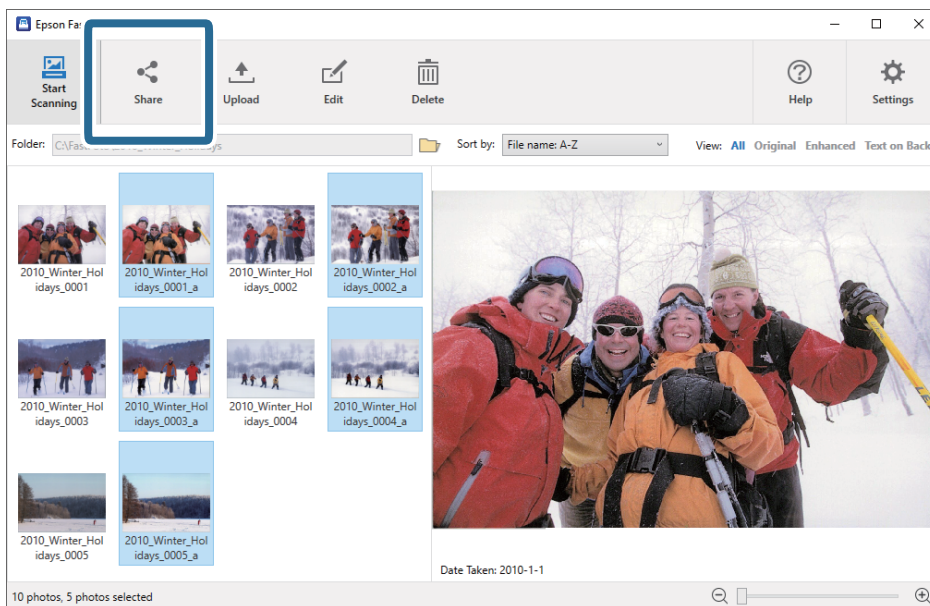 Epson Fas
Start
Scanning
Share
Upload
Edit
Delete
Help
Settings
Folder:
Sort by:
File name: A-Z
View: All Original Enhanced Text on Back
2010_Winter_Hol
idays_0001
2010_Winter_Hol
idays_0001_a
2010_Winter_Hol
idays_0002
2010_Winter_Hol
idays_0002_a
2010_Winter_Hol
idays_0003
2010_Winter_Hol
idays_0003_a
2010_Winter_Hol
idays_0004
2010_Winter_Hol
idays_0004_a
2010_Winter_Hol
idays_0005
2010_Winter_Hol
idays_0005_a
Date Taken: 2010-1-1
10 photos, 5 photos selected